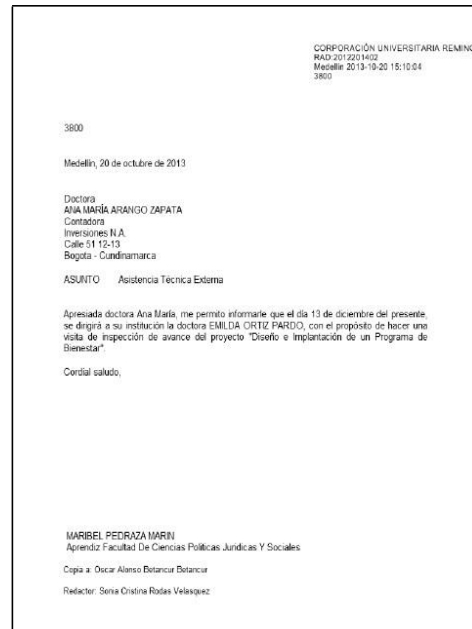 CORPORACIÓN UNIVERSITARIA REMING
RAD:2012201402
Medellín 2013-10-20 15:10:04
3800
3800
Medellín, 20 de octubre de 2013
Doctora
ANA MARÍA ARANGO ZAPATA
Contadora
Inversiones N.A.
Calle 51 12-13
Bogota - Cundinamarca
ASUNTO Asistencia Técnica Externa
Apresiada doctora Ana María, me permito informarle que el día 13 de diciembre del presente,
se dirigirá a su institución la doctora EMILDA ORTIZ PARDO, con el propósito de hacer una
visita de inspección de avance del proyecto "Diseño e Implantación de un Programa de
Bienestar".
Cordial saludo,
MARIBEL PEDRAZA MARIN
Aprendiz Facultad De Ciencias Políticas Jurídicas Y Sociales
Copia a: Oscar Alonso Betancur Betancur
Redactor: Sonia Cristina Rodas Velasquez